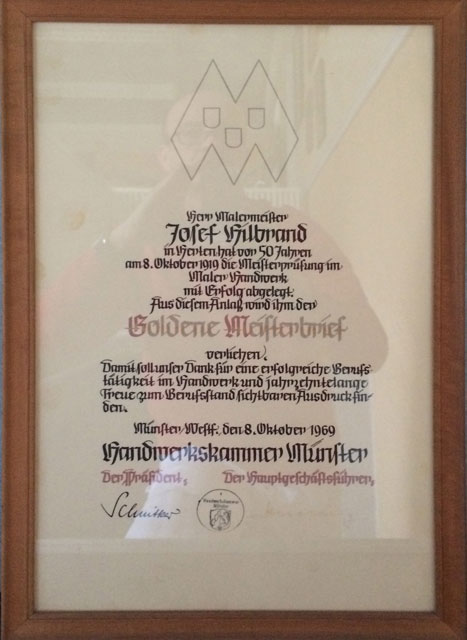 Herr Malermeister
Josef Hilbrand
in Herten hat vor 50 Jahren
am 8. Oktober 1919 die Meisterprüfung im
Maler Handwerk
mit Erfolg abgelegt.
Aus diesem Anlaß wird ihm der
Goldene Meisterbrief
verliehen.
Damit soll unser Dank für eine erfolgreiche Berufs-
tätigkeit im Handwerk und jahrzehntelange
Treue zum Berufsstand sichtbaren Ausdruck fin-
den.
Münster/Westf. den 8. Oktober 1969
Handwerkskammer Münster
Der Präsident, Der Hauptgeschäftsführer,